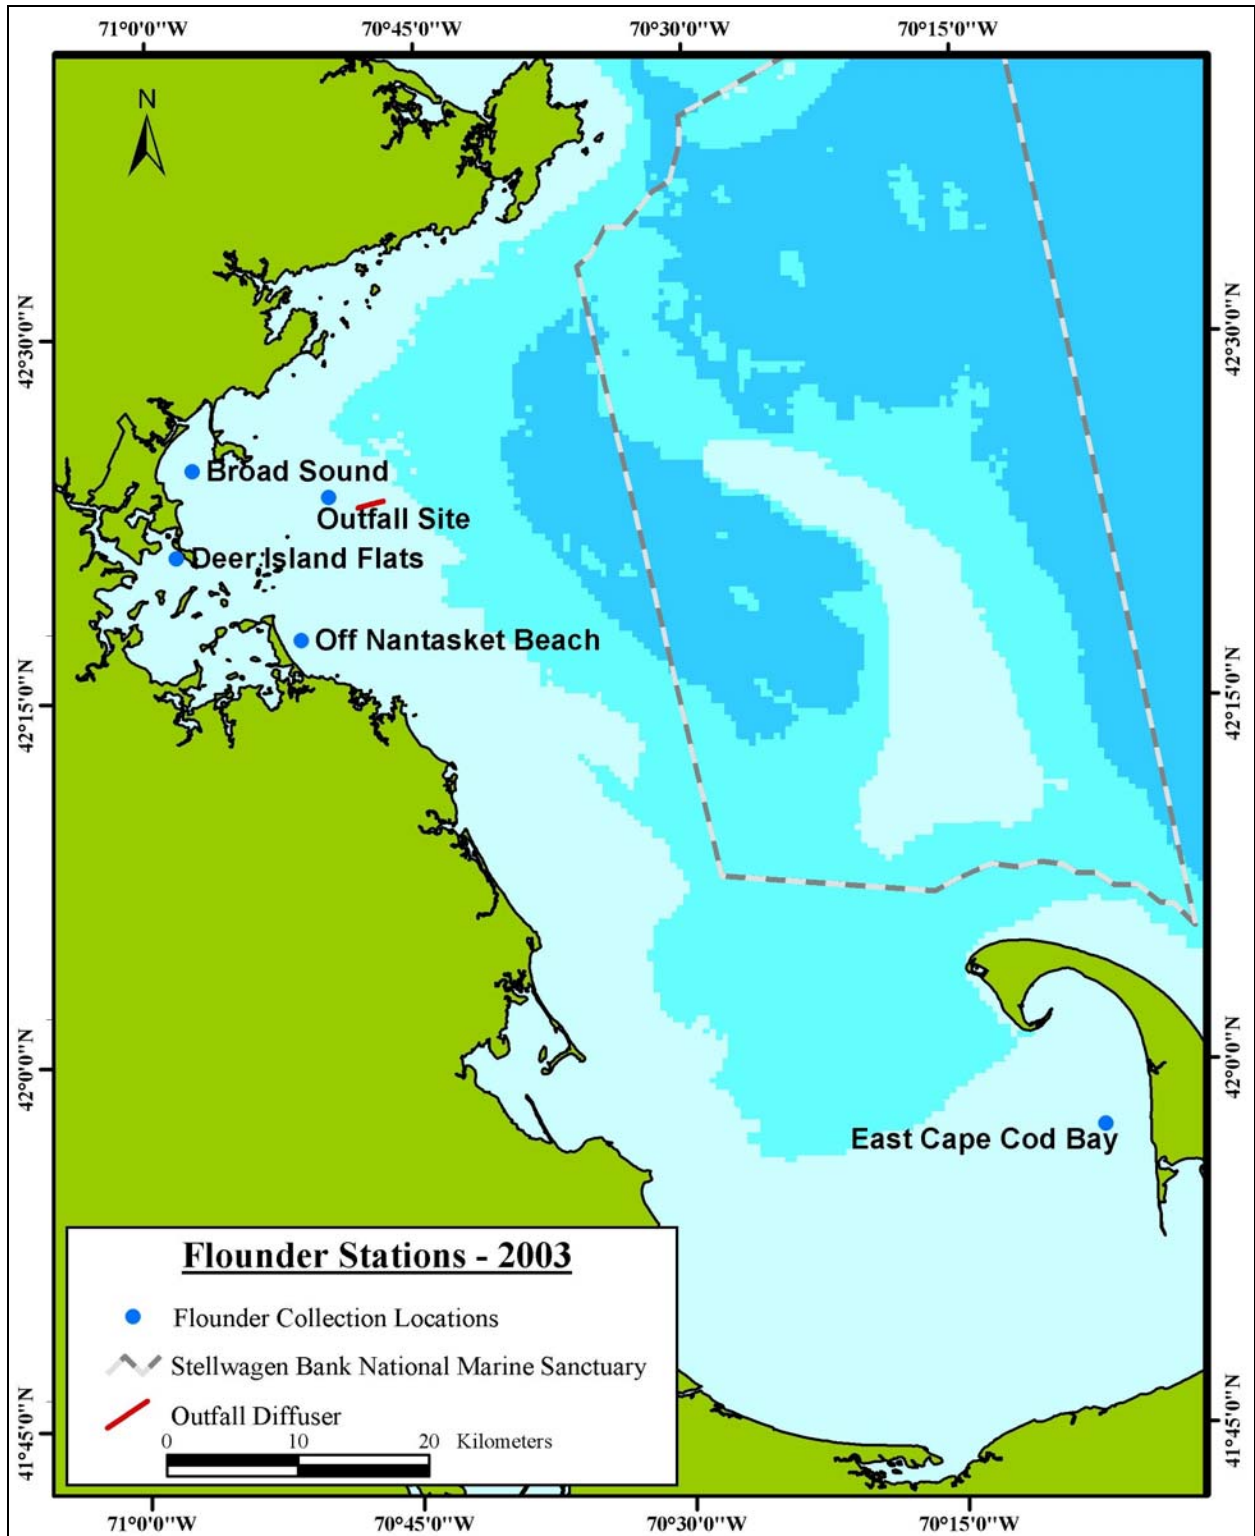 71°0'0"W 70°45'0"W 70°30'0"W 70°15'0"W
N
42°30'0"N 42°30'0"N
Broad Sound
Outfall Site
Deer Island Flats
Off Nantasket Beach
42°15'0"N 42°15'0"N
42°0'0"N 42°0'0"N
East Cape Cod Bay
Flounder Stations - 2003
Flounder Collection Locations
Stellwagen Bank National Marine Sanctuary
Outfall Diffuser
0 10 20 Kilometers
41°45'0"N 41°45'0"N
71°0'0"W 70°45'0"W 70°30'0"W 70°15'0"W